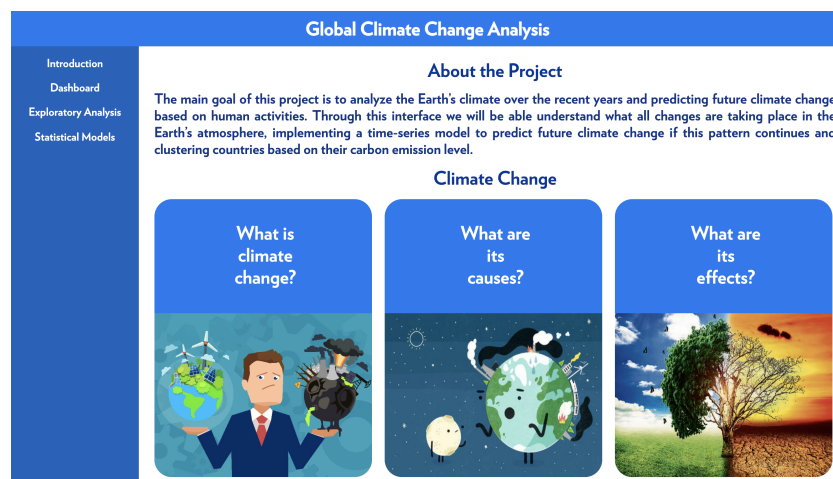 Global Climate Change Analysis
Introduction
Dashboard
Exploratory Analysis
Statistical Models
About the Project
The main goal of this project is to analyze the Earth's climate over the recent years and predicting future climate change
based on human activities. Through this interface we will be able understand what all changes are taking place in the
Earth's atmosphere, implementing a time-series model to predict future climate change if this pattern continues and
clustering countries based on their carbon emission level.
Climate Change
What is
climate
change?
What are
its
causes?
What are
its
effects?